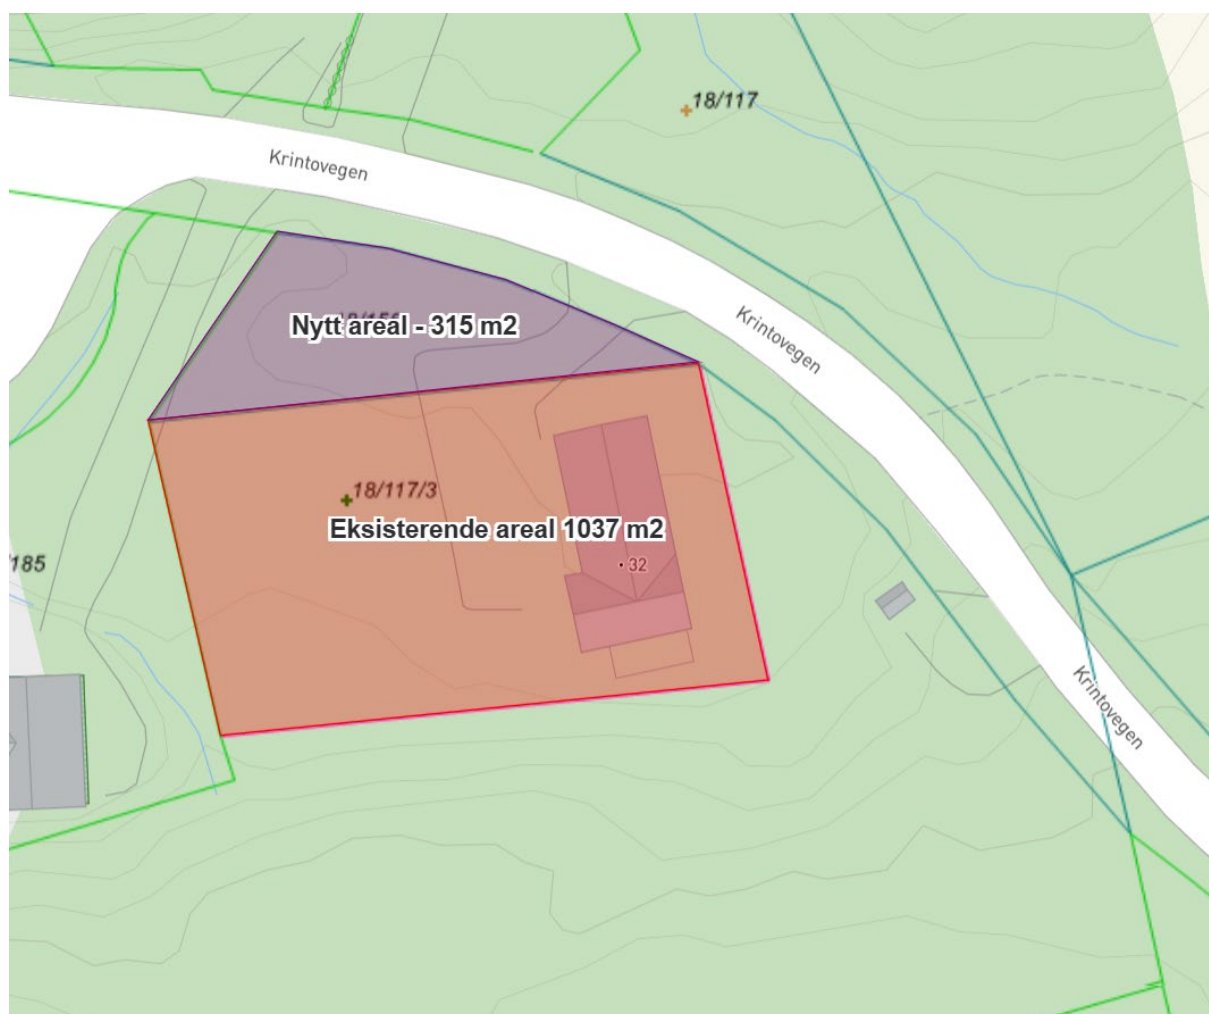 18/117
Krintovegen
Nytt areal - 315 m2
Krintovegen
18/117/3
Eksisterende areal 1037 m2
32
/185
Krintovegen